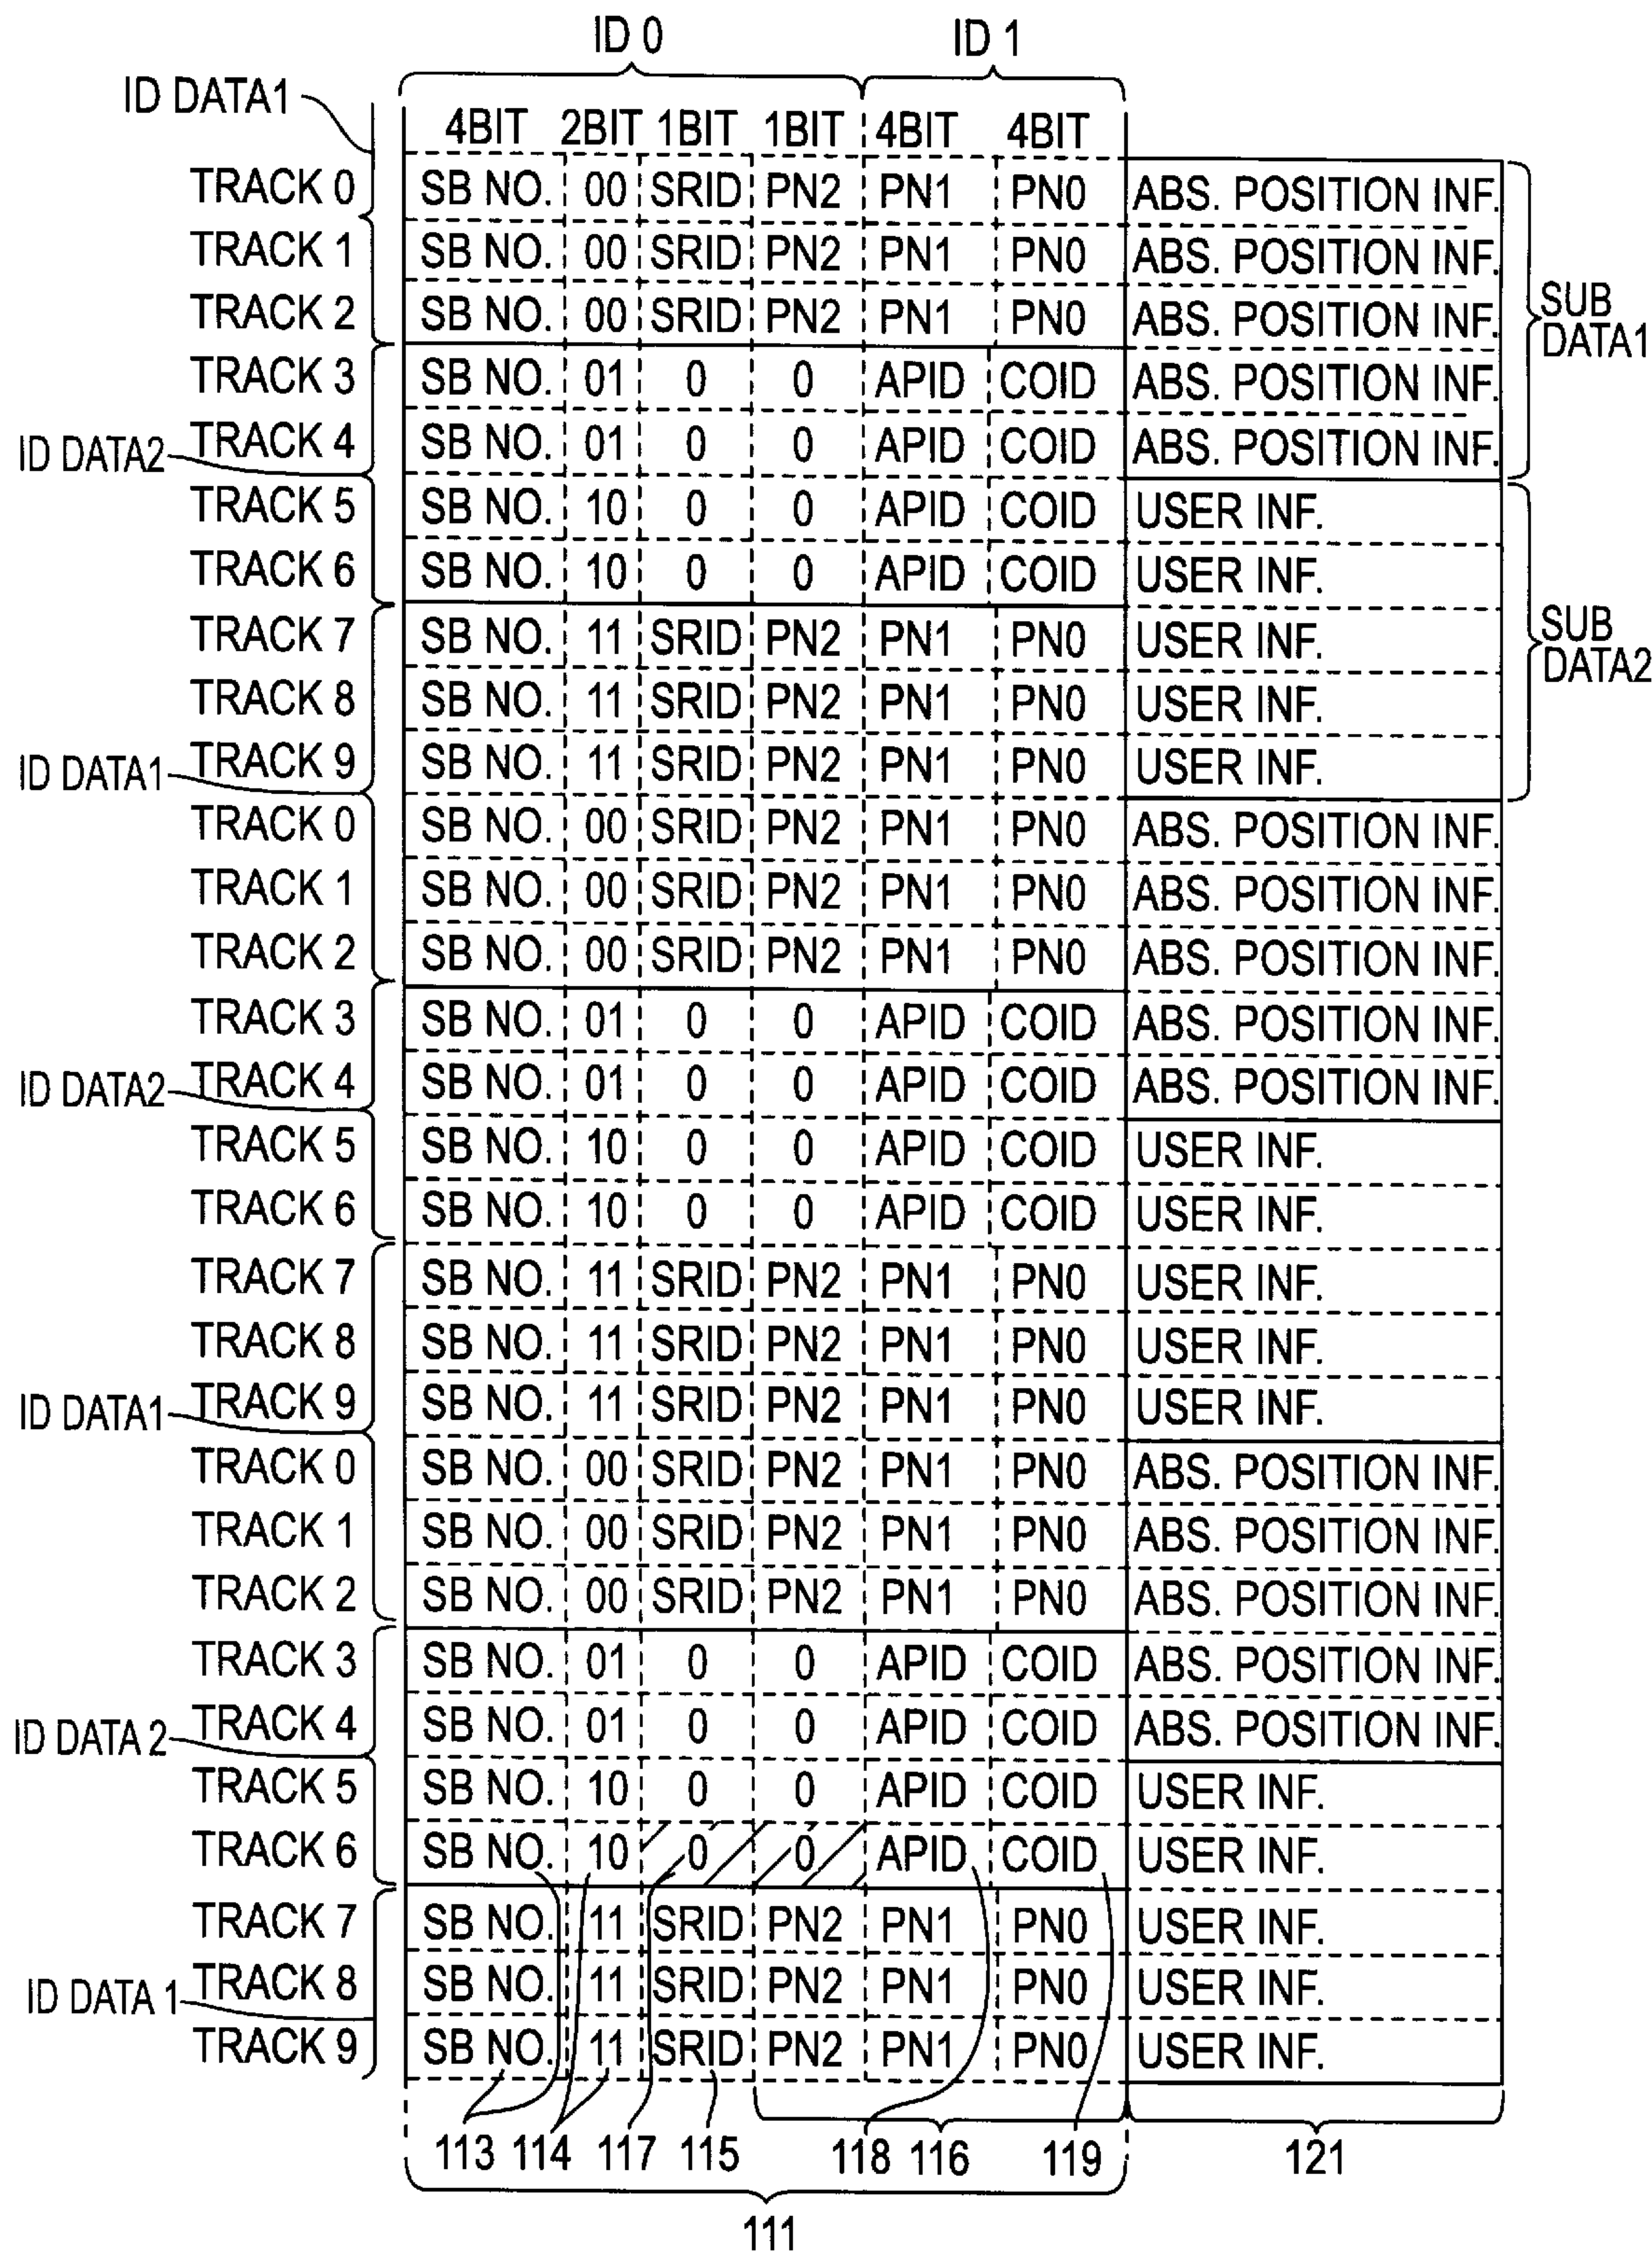 ID 0 ID 1
ID DATA1
4BIT 2BIT 1BIT 1BIT 4BIT 4BIT
TRACK 0 SB NO. 00 SRID PN2 PN1 PN0 ABS. POSITION INF.
TRACK 1 SB NO. 00 SRID PN2 PN1 PN0 ABS. POSITION INF.
TRACK 2 SB NO. 00 SRID PN2 PN1 PN0 ABS. POSITION INF.
SUB
DATA1
TRACK 3 SB NO. 01 0 0 APID COID ABS. POSITION INF.
ID DATA2 TRACK 4 SB NO. 01 0 0 APID COID ABS. POSITION INF.
TRACK 5 SB NO. 10 0 0 APID COID USER INF.
TRACK 6 SB NO. 10 0 0 APID COID USER INF.
TRACK 7 SB NO. 11 SRID PN2 PN1 PN0 USER INF.
SUB
DATA2
TRACK 8 SB NO. 11 SRID PN2 PN1 PN0 USER INF.
ID DATA1 TRACK 9 SB NO. 11 SRID PN2 PN1 PN0 USER INF.
TRACK 0 SB NO. 00 SRID PN2 PN1 PN0 ABS. POSITION INF.
TRACK 1 SB NO. 00 SRID PN2 PN1 PN0 ABS. POSITION INF.
TRACK 2 SB NO. 00 SRID PN2 PN1 PN0 ABS. POSITION INF.
TRACK 3 SB NO. 01 0 0 APID COID ABS. POSITION INF.
ID DATA2 TRACK 4 SB NO. 01 0 0 APID COID ABS. POSITION INF.
TRACK 5 SB NO. 10 0 0 APID COID USER INF.
TRACK 6 SB NO. 10 0 0 APID COID USER INF.
TRACK 7 SB NO. 11 SRID PN2 PN1 PN0 USER INF.
TRACK 8 SB NO. 11 SRID PN2 PN1 PN0 USER INF.
ID DATA1 TRACK 9 SB NO. 11 SRID PN2 PN1 PN0 USER INF.
TRACK 0 SB NO. 00 SRID PN2 PN1 PN0 ABS. POSITION INF.
TRACK 1 SB NO. 00 SRID PN2 PN1 PN0 ABS. POSITION INF.
TRACK 2 SB NO. 00 SRID PN2 PN1 PN0 ABS. POSITION INF.
TRACK 3 SB NO. 01 0 0 APID COID ABS. POSITION INF.
ID DATA 2 TRACK 4 SB NO. 01 0 0 APID COID ABS. POSITION INF.
TRACK 5 SB NO. 10 0 0 APID COID USER INF.
TRACK 6 SB NO. 10 0 0 APID COID USER INF.
TRACK 7 SB NO. 11 SRID PN2 PN1 PN0 USER INF.
ID DATA 1 TRACK 8 SB NO. 11 SRID PN2 PN1 PN0 USER INF.
TRACK 9 SB NO. 11 SRID PN2 PN1 PN0 USER INF.
113 114 117 115 118 116 119 121
111